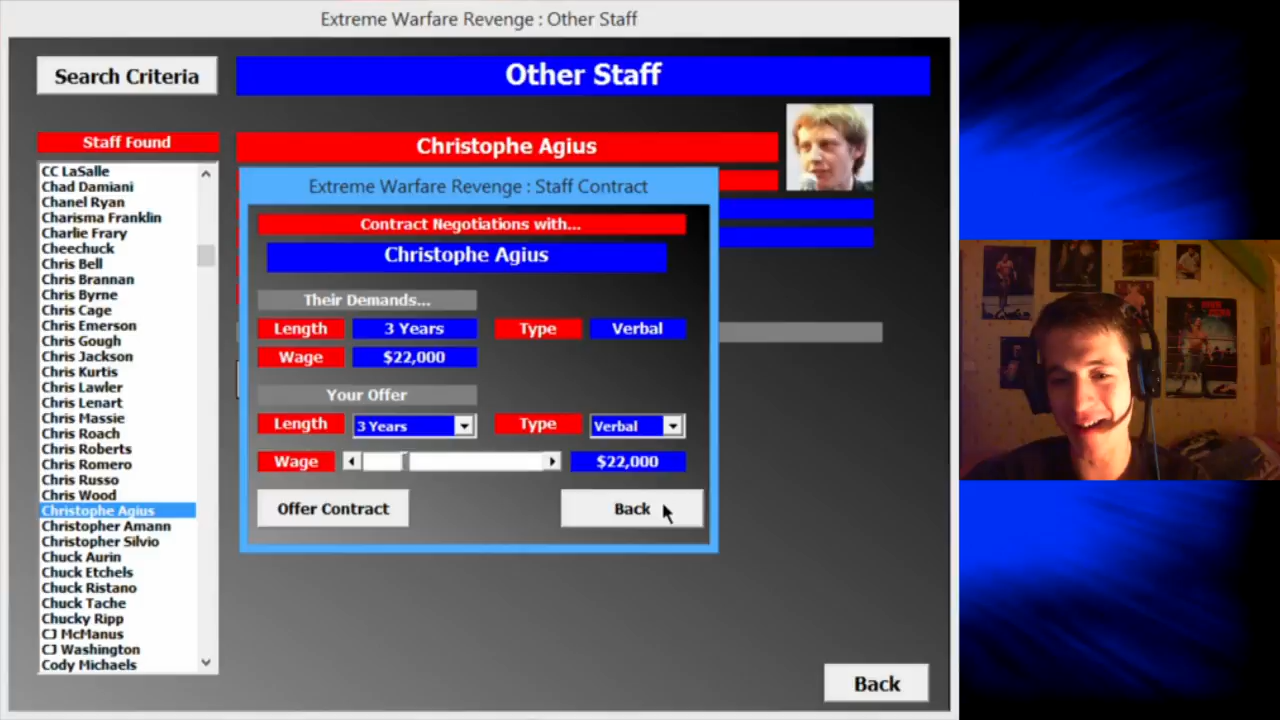 Extreme Warfare Revenge : Other Staff
Search Criteria
Other Staff
Staff Found
CC LaSalle
Chad Damiani
Chanel Ryan
Charisma Franklin
Charlie Frary
Cheechuck
Chris Bell
Chris Brannan
Chris Byrne
Chris Cage
Chris Emerson
Chris Gough
Chris Jackson
Chris Kurtis
Chris Lawler
Chris Lenart
Chris Massie
Chris Roach
Chris Roberts
Chris Romero
Chris Russo
Chris Wood
Christophe Agius
Christopher Amann
Christopher Silvio
Chuck Aurin
Chuck Etchels
Chuck Ristano
Chuck Tache
Chucky Ripp
CJ McManus
CJ Washington
Cody Michaels
Christophe Agius
Extreme Warfare Revenge : Staff Contract
Contract Negotiations with...
Christophe Agius
Their Demands...
Length 3 Years Type Verbal
Wage $22,000
Your Offer
Length 3 Years Type Verbal
Wage $22,000
Offer Contract Back
Back